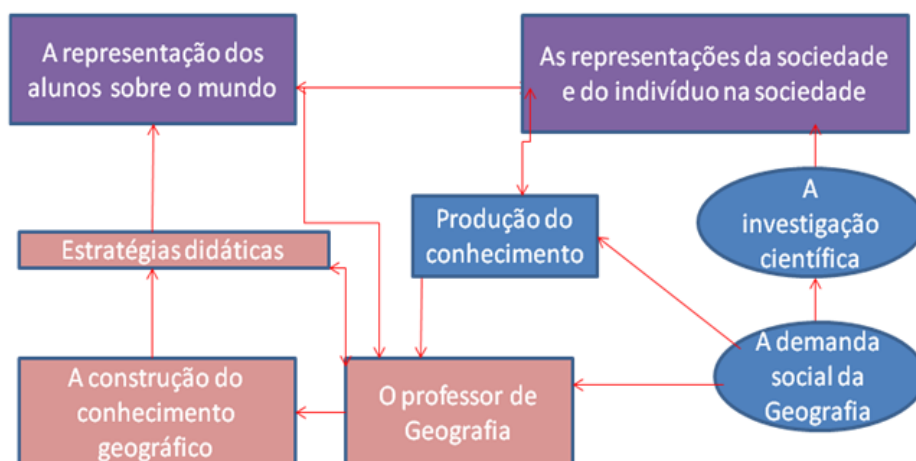 A representação dos
alunos sobre o mundo
As representações da sociedade
e do indivíduo na sociedade
A
investigação
científica
Produção do
conhecimento
Estratégias didáticas
A demanda
social da
Geografia
A construção do
conhecimento
geográfico
O professor de
Geografia